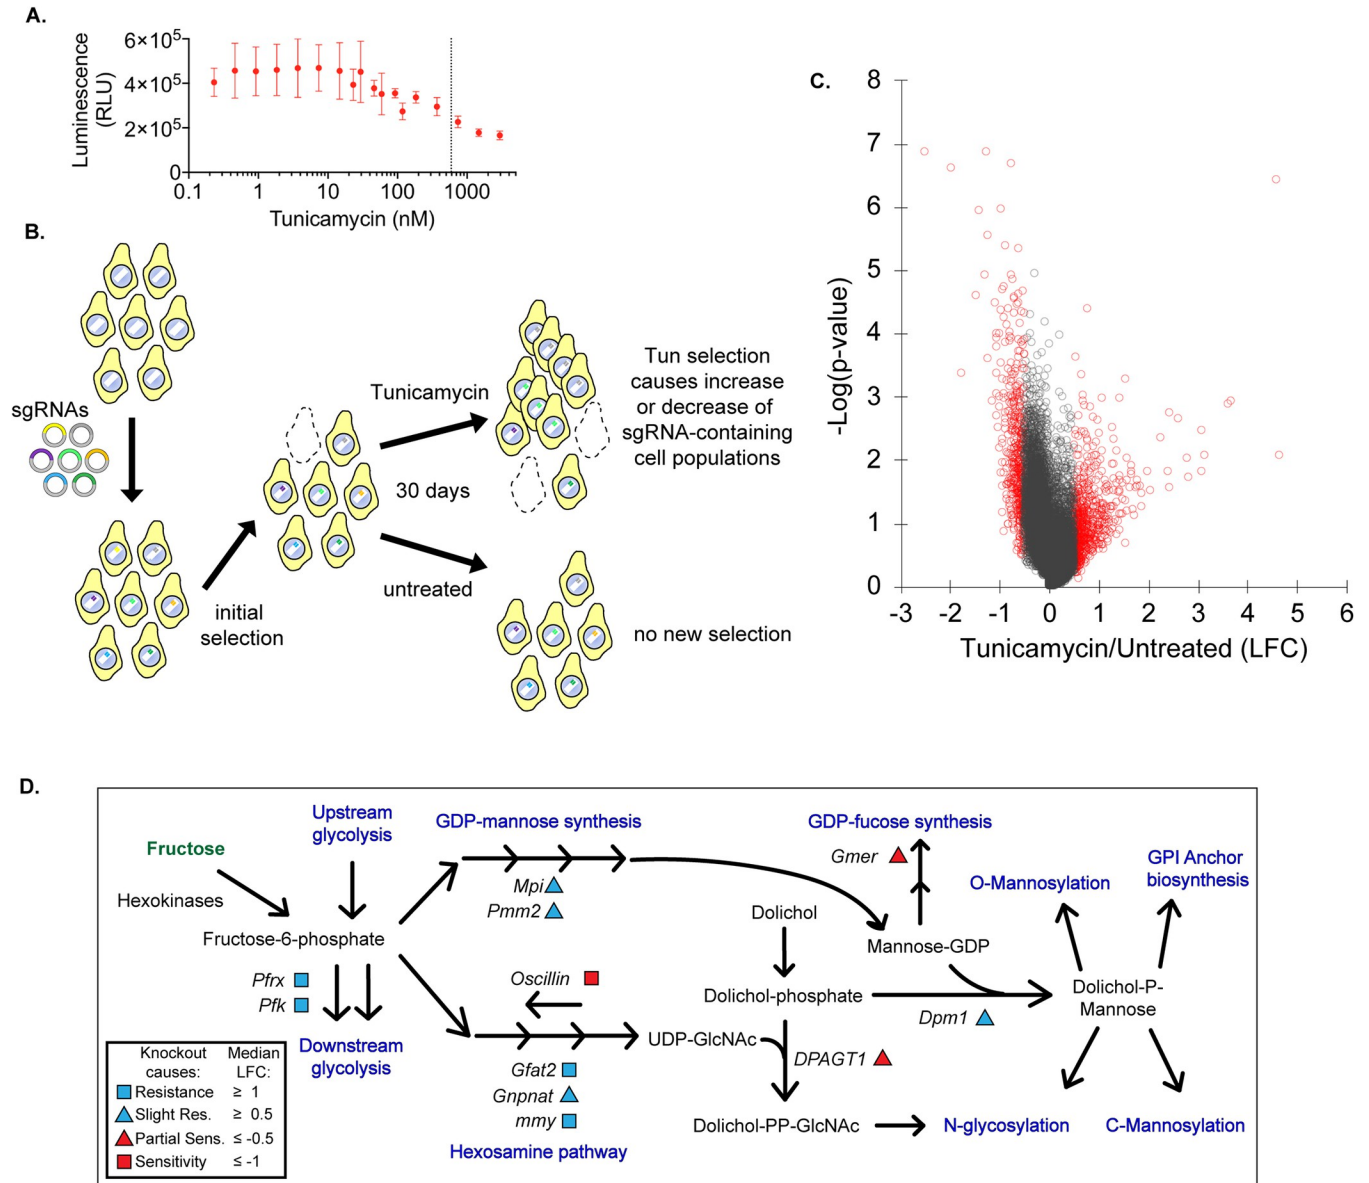 A.
Luminescence
(RLU)
6×10⁵
4×10⁵
2×10⁵
0
0.1
1
10
100
1000
Tunicamycin (nM)
B.
sgRNAs
initial
selection
Tunicamycin
30 days
untreated
Tun selection
causes increase
or decrease of
sgRNA-containing
cell populations
no new selection
C.
-Log(p-value)
8
7
6
5
4
3
2
1
0
-3
-2
-1
0
1
2
3
4
5
6
Tunicamycin/Untreated (LFC)
D.
Fructose
Hexokinases
Upstream
glycolysis
Fructose-6-phosphate
Pfrx
Pfk
Downstream
glycolysis
GDP-mannose synthesis
Mpi
Pmm2
Oscillin
Gfat2
Gnpnat
mmy
Hexosamine pathway
UDP-GlcNAc
Dolichol
Dolichol-phosphate
DPAGT1
Dolichol-PP-GlcNAc
GDP-fucose synthesis
Gmer
Mannose-GDP
Dpm1
O-Mannosylation
GPI Anchor
biosynthesis
Dolichol-P-
Mannose
N-glycosylation
C-Mannosylation
Knockout Median
causes: LFC:
Resistance ≥ 1
Slight Res. ≥ 0.5
Partial Sens. ≤ -0.5
Sensitivity ≤ -1